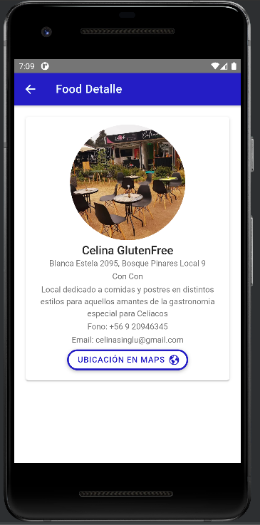 7:09
Food Detalle
Celina GlutenFree
Blanca Estela 2095, Bosque Pinares Local 9
Con Con
Local dedicado a comidas y postres en distintos
estilos para aquellos amantes de la gastronomía
especial para Celíacos
Fono: +56 9 20946345
Email: celinasinglu@gmail.com
UBICACIÓN EN MAPS